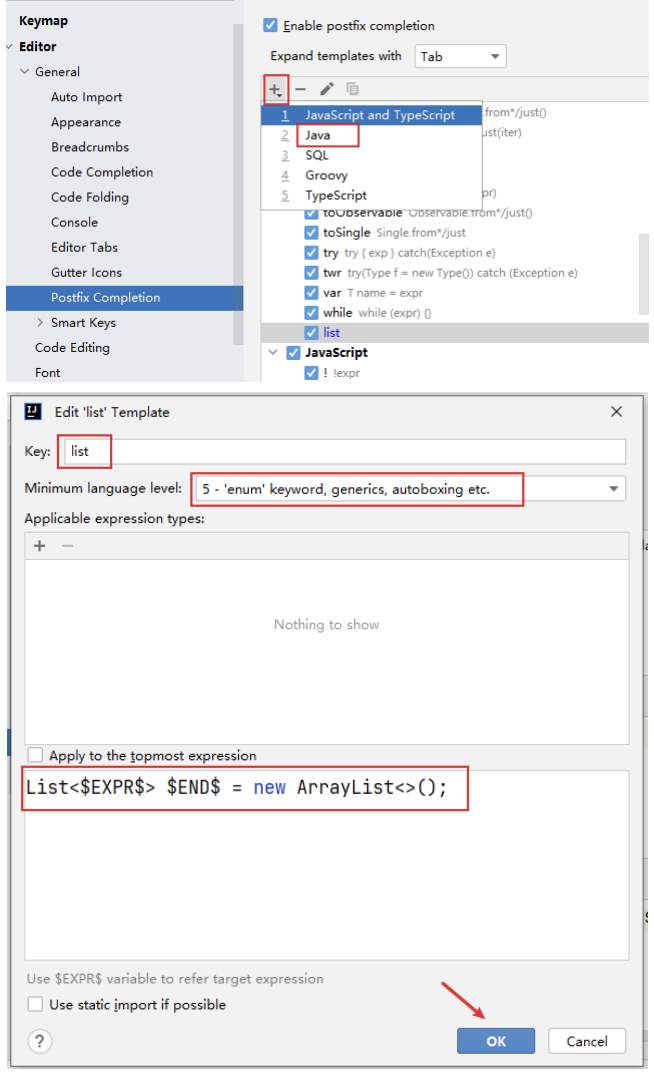 Keymap
Editor
General
Auto Import
Appearance
Breadcrumbs
Code Completion
Code Folding
Console
Editor Tabs
Gutter Icons
Postfix Completion
Smart Keys
Code Editing
Font
Enable postfix completion
Expand templates with Tab
1 JavaScript and TypeScript
.from*/just()
2 Java
ust(iter)
3 SQL
4 Groovy
5 TypeScript
pr)
toObservable Observable.from*/just()
toSingle Single.from*/just
try try { exp } catch(Exception e)
twr try(Type f = new Type()) catch (Exception e)
var T name = expr
while while (expr) {}
list
JavaScript
! !expr
Edit 'list' Template
Key: list
Minimum language level: 5 - 'enum' keyword, generics, autoboxing etc.
Applicable expression types:
Nothing to show
Apply to the topmost expression
List<$EXPR$> $END$ = new ArrayList<>();
Use $EXPR$ variable to refer target expression
Use static import if possible
?
OK
Cancel